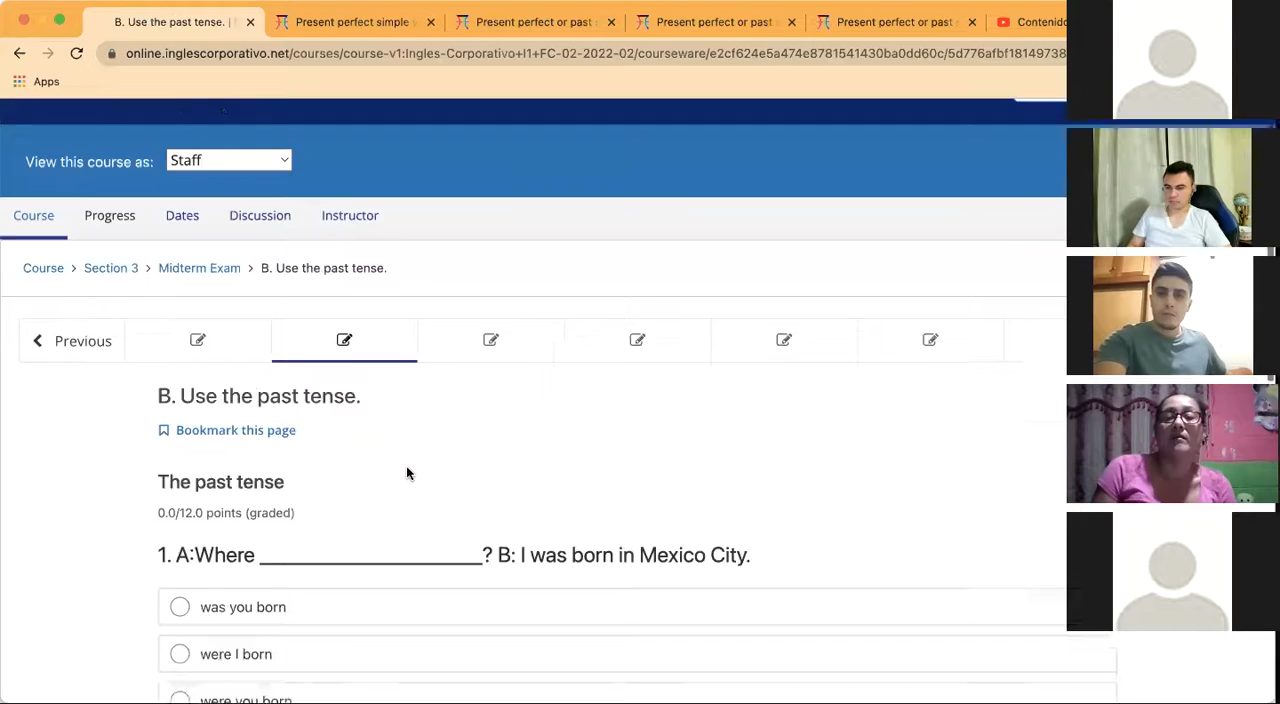 B. Use the past tense. |
Present perfect simple
Present perfect or past
Present perfect or past
Present perfect or past
Contenido
online.inglescorporativo.net/courses/course-v1:Ingles-Corporativo+I1+FC-02-2022-02/courseware/e2cf624e5a474e8781541430ba0dd60c/5d776afbf18149738
Apps
View this course as: Staff
Course Progress Dates Discussion Instructor
Course > Section 3 > Midterm Exam > B. Use the past tense.
Previous
B. Use the past tense.
Bookmark this page
The past tense
0.0/12.0 points (graded)
1. A:Where ______________________? B: I was born in Mexico City.
was you born
were I born
were you born